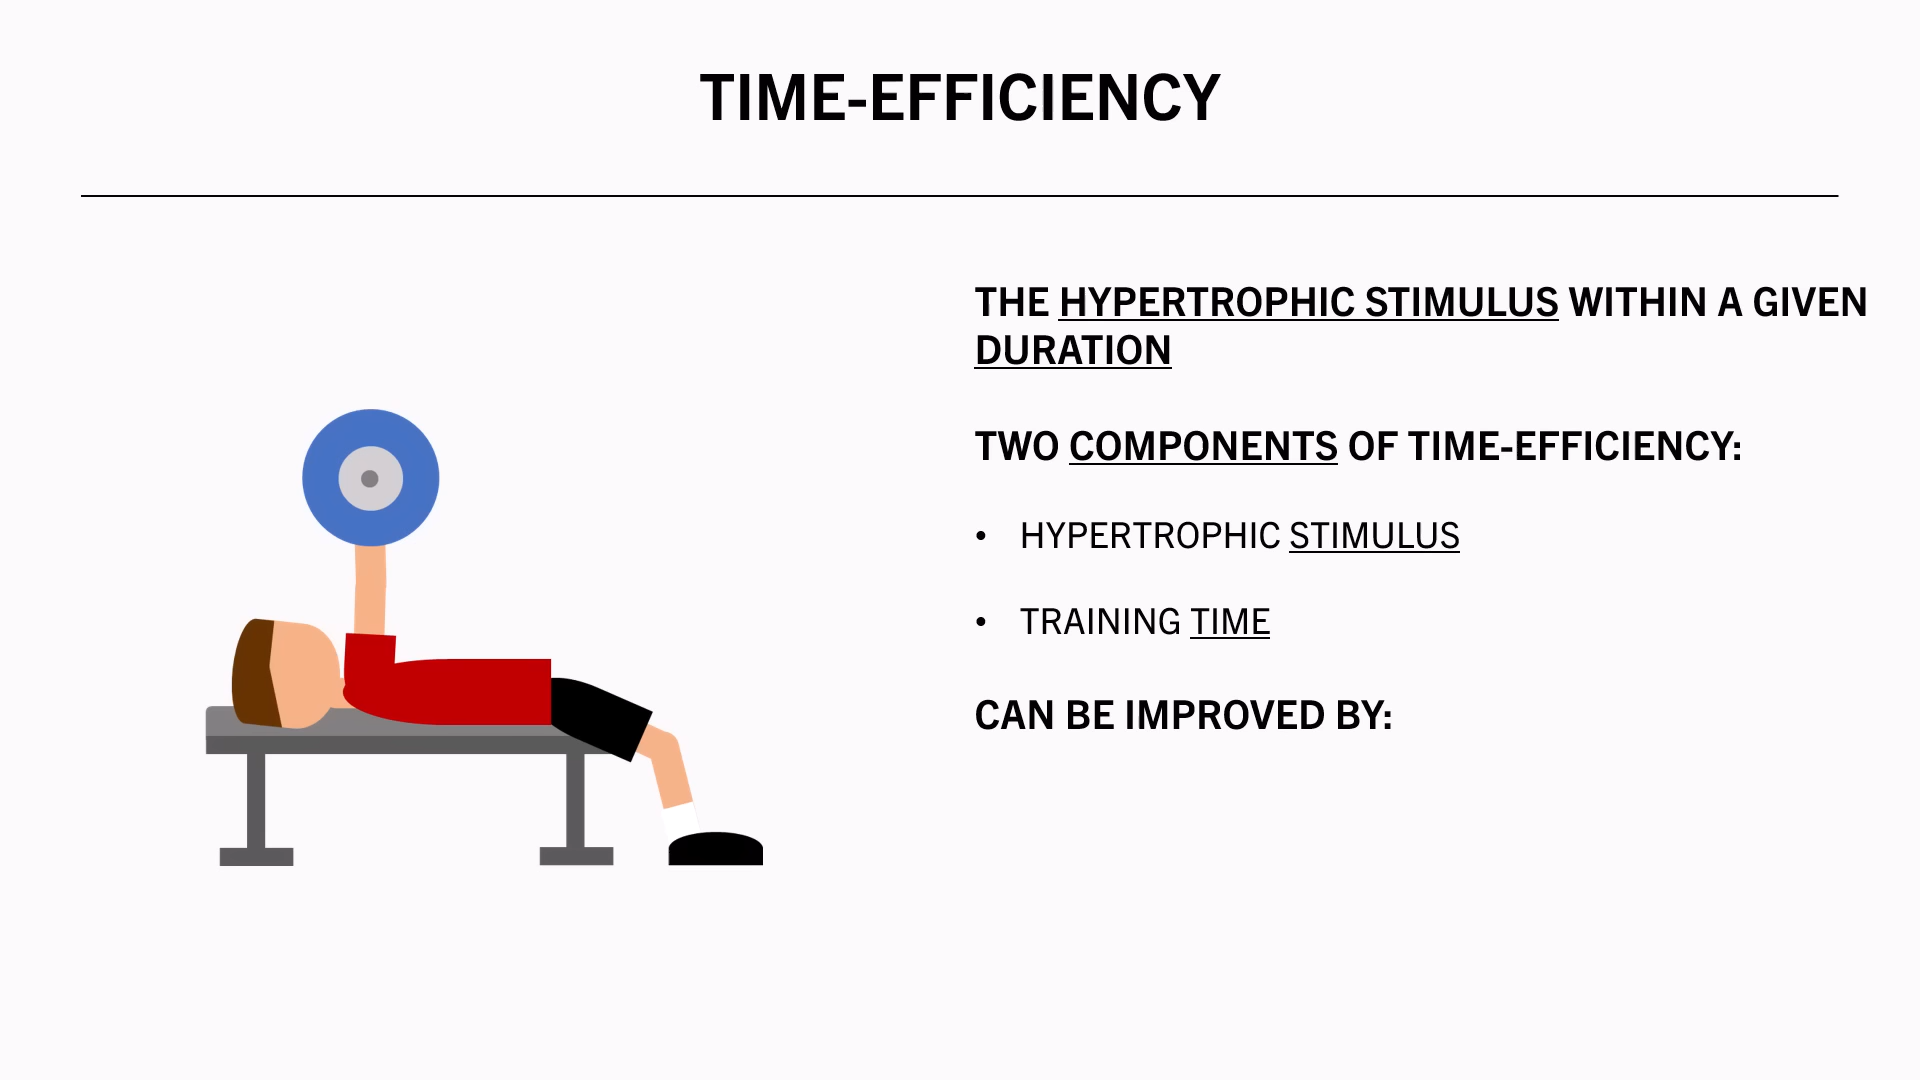 TIME-EFFICIENCY
THE HYPERTROPHIC STIMULUS WITHIN A GIVEN
DURATION
TWO COMPONENTS OF TIME-EFFICIENCY:
• HYPERTROPHIC STIMULUS
• TRAINING TIME
CAN BE IMPROVED BY: